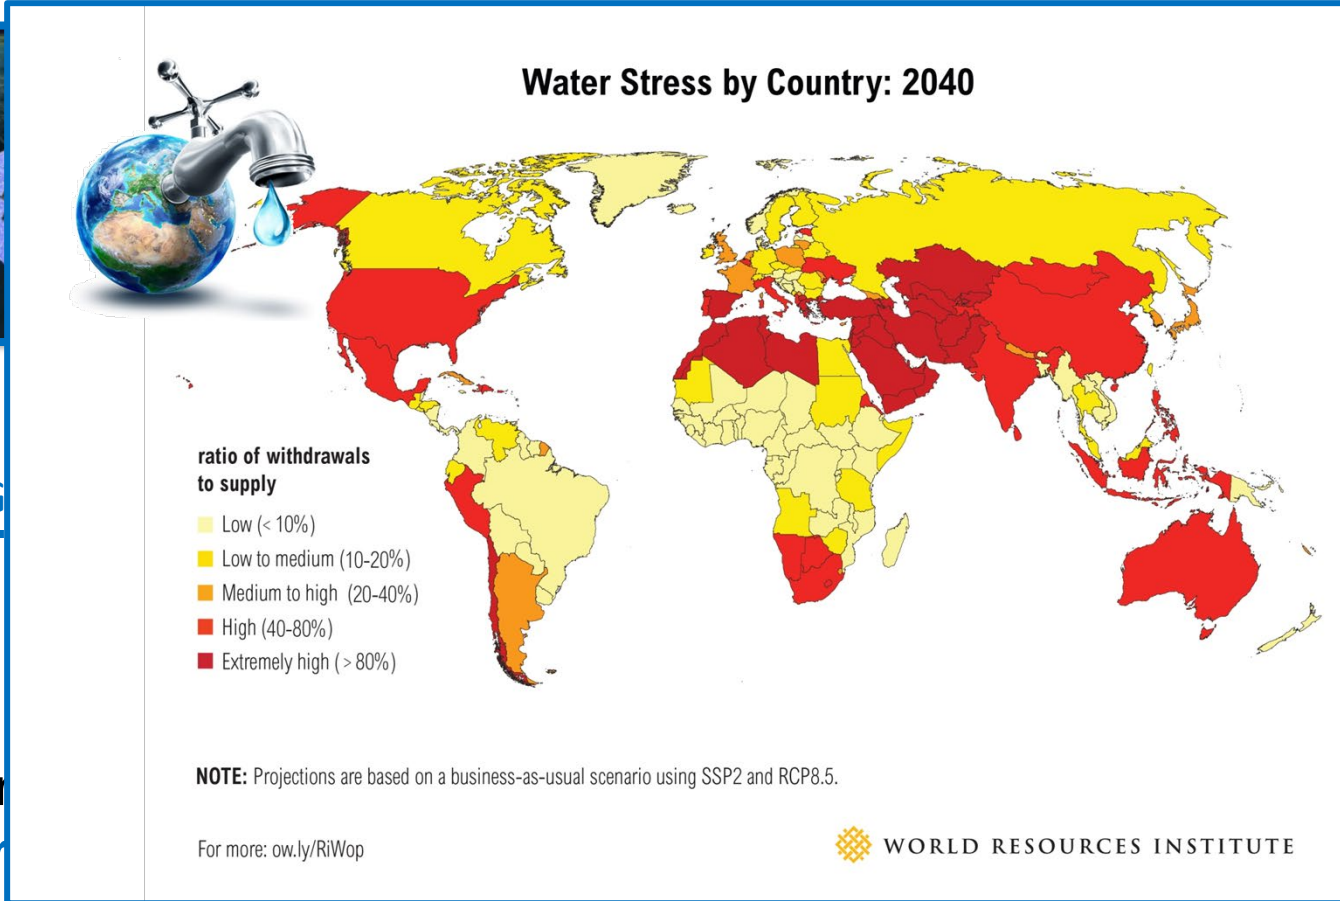 Water Stress by Country: 2040
ratio of withdrawals
to supply
Low (< 10%)
Low to medium (10-20%)
Medium to high (20-40%)
High (40-80%)
Extremely high ( > 80%)
NOTE: Projections are based on a business-as-usual scenario using SSP2 and RCP8.5.
For more: ow.ly/RiWop
WORLD RESOURCES INSTITUTE